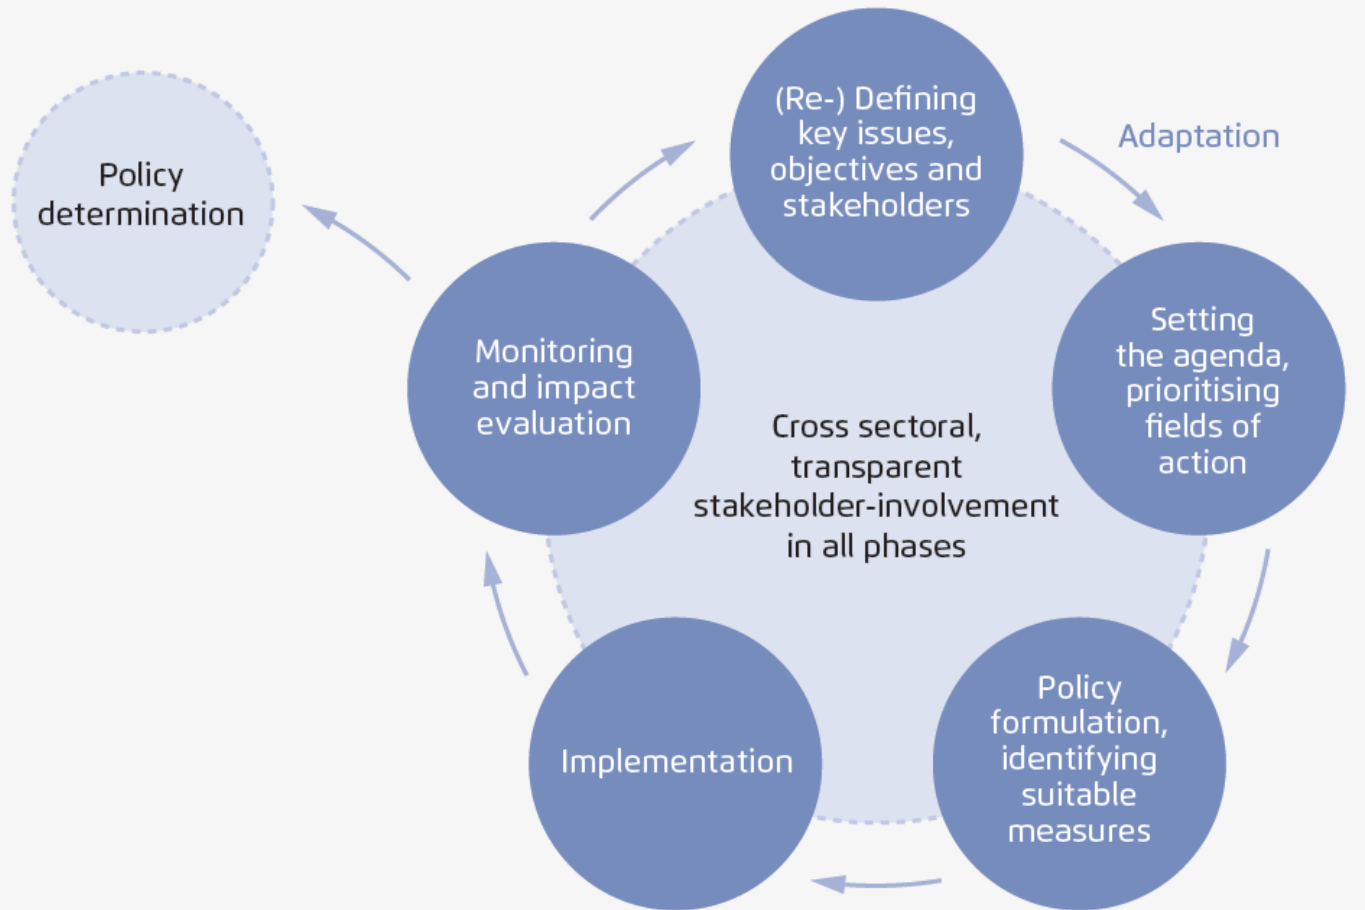 (Re-) Defining
key issues,
objectives and
stakeholders
Adaptation
Policy
determination
Setting
the agenda,
prioritising
fields of
action
Monitoring
and impact
evaluation
Cross sectoral,
transparent
stakeholder-involvement
in all phases
Policy
formulation,
identifying
suitable
measures
Implementation